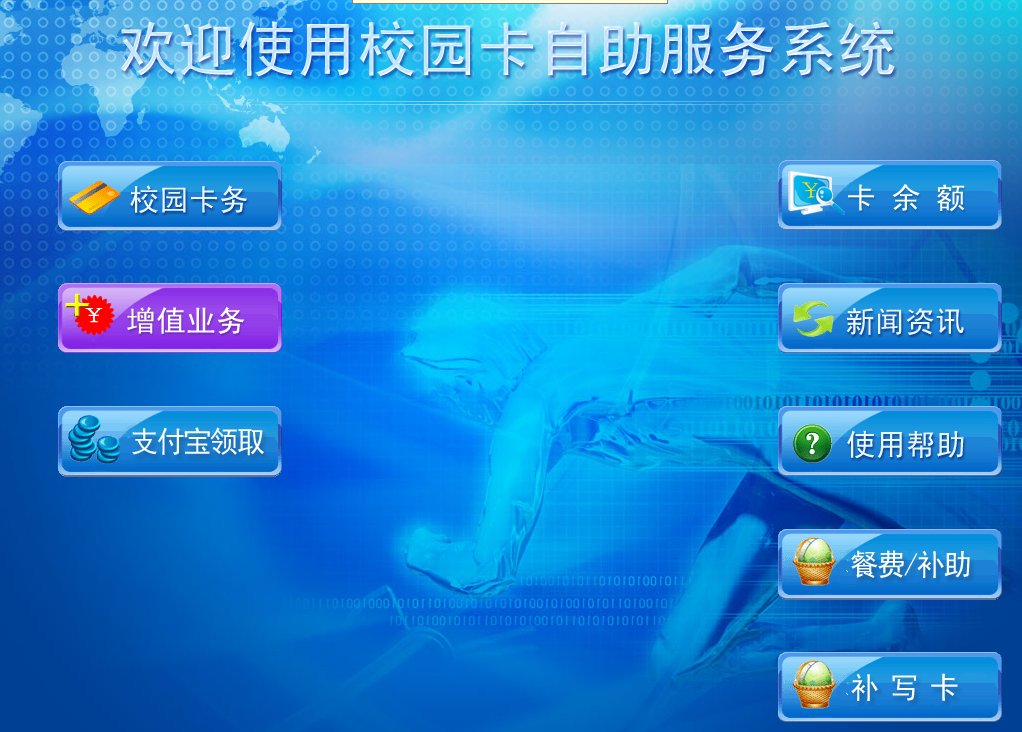 欢迎使用校园卡自助服务系统
校园卡务
卡 余 额
增值业务
新闻资讯
支付宝领取
使用帮助
餐费/补助
补 写 卡